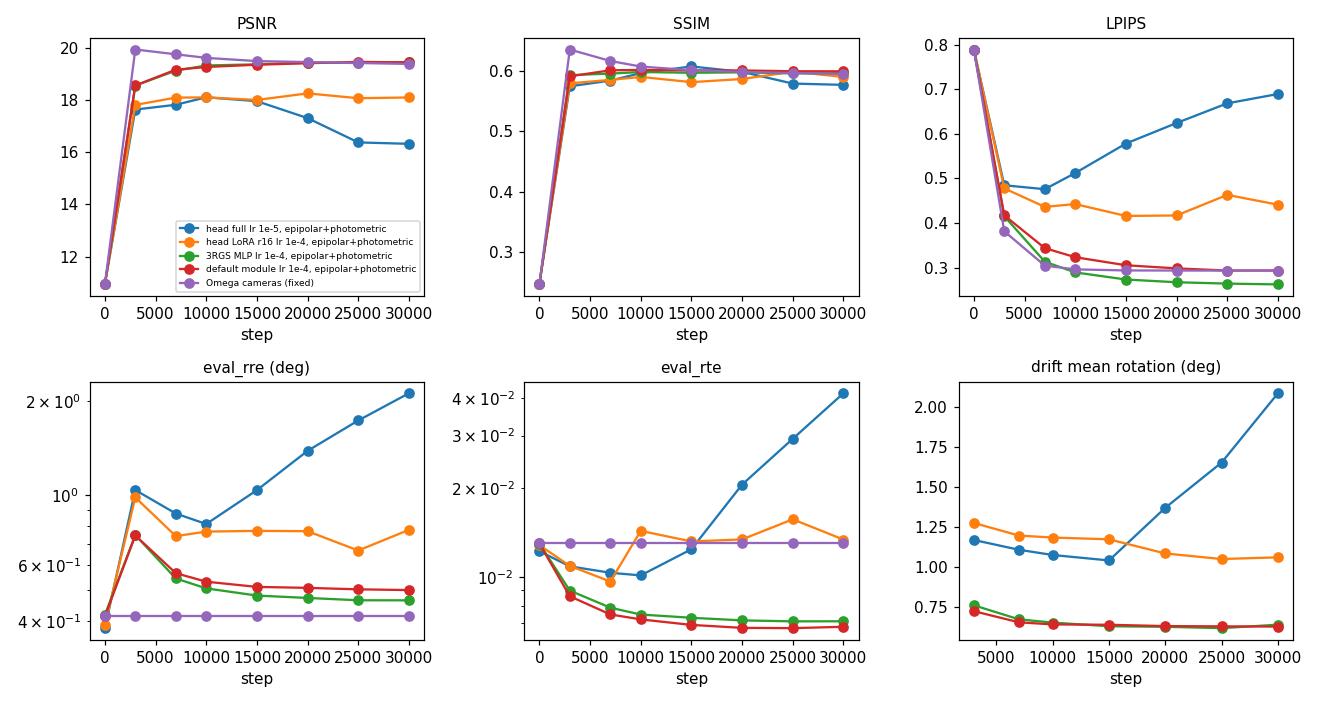 PSNR
20
18
16
14
12
0 5000 10000 15000 20000 25000 30000
step
head full lr 1e-5, epipolar+photometric
head LoRA r16 lr 1e-4, epipolar+photometric
3RGS MLP lr 1e-4, epipolar+photometric
default module lr 1e-4, epipolar+photometric
Omega cameras (fixed)
SSIM
0.6
0.5
0.4
0.3
0 5000 10000 15000 20000 25000 30000
step
LPIPS
0.8
0.7
0.6
0.5
0.4
0.3
0 5000 10000 15000 20000 25000 30000
step
eval_rre (deg)
2 × 10⁰
10⁰
6 × 10⁻¹
4 × 10⁻¹
0 5000 10000 15000 20000 25000 30000
step
eval_rte
4 × 10⁻²
3 × 10⁻²
2 × 10⁻²
10⁻²
0 5000 10000 15000 20000 25000 30000
step
drift mean rotation (deg)
2.00
1.75
1.50
1.25
1.00
0.75
5000 10000 15000 20000 25000 30000
step